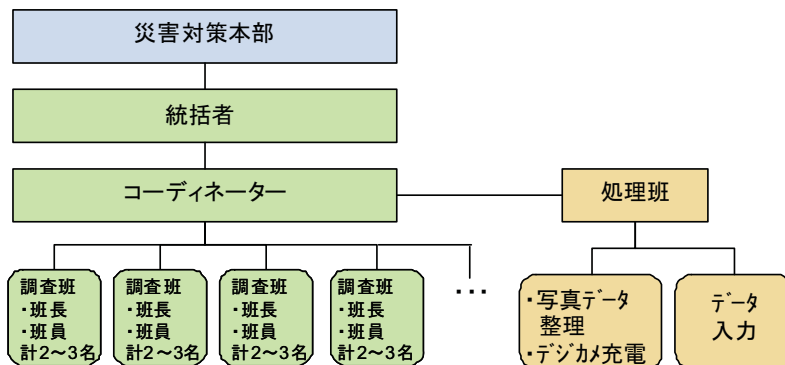 災害対策本部
統括者
コーディネーター
処理班
調査班
・班長
・班員
計2～3名
調査班
・班長
・班員
計2～3名
調査班
・班長
・班員
計2～3名
調査班
・班長
・班員
計2～3名
…
・写真データ
整理
・デジカメ充電
データ
入力